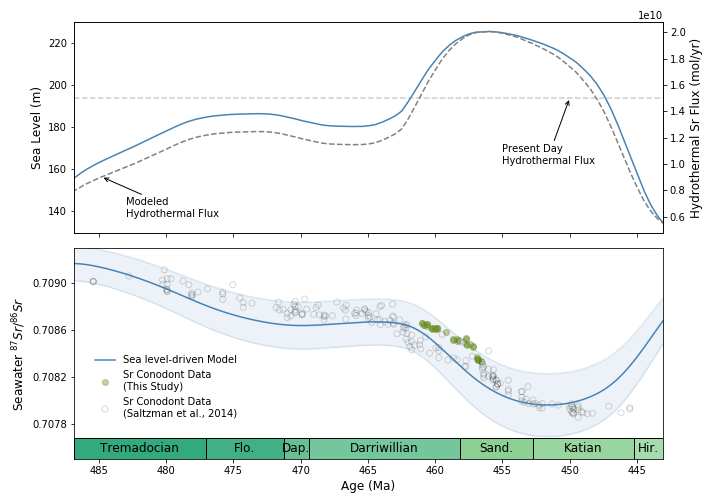 1e10
220
200
180
160
140
Sea Level (m)
2.0
1.8
1.6
1.4
1.2
1.0
0.8
0.6
Hydrothermal Sr Flux (mol/yr)
Present Day
Hydrothermal Flux
Modeled
Hydrothermal Flux
0.7090
0.7086
0.7082
0.7078
Seawater ⁸⁷Sr/⁸⁶Sr
Sea level-driven Model
Sr Conodont Data
(This Study)
Sr Conodont Data
(Saltzman et al., 2014)
Tremadocian Flo. Dap. Darriwillian Sand. Katian Hir.
485 480 475 470 465 460 455 450 445
Age (Ma)